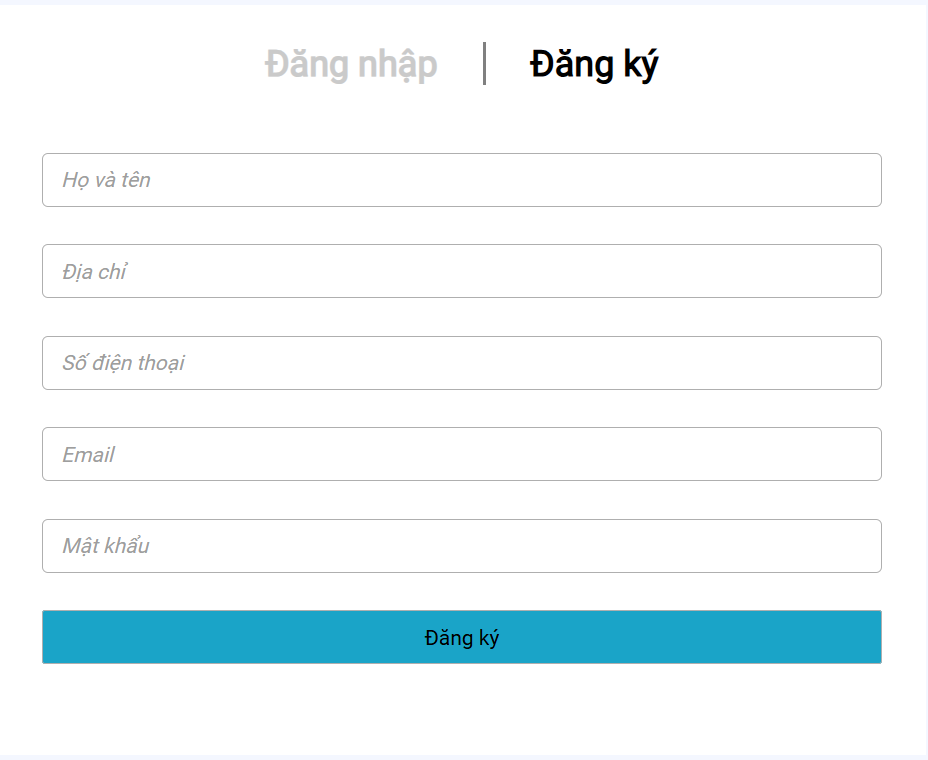 Đăng nhập | Đăng ký
Họ và tên
Địa chỉ
Số điện thoại
Email
Mật khẩu
Đăng ký